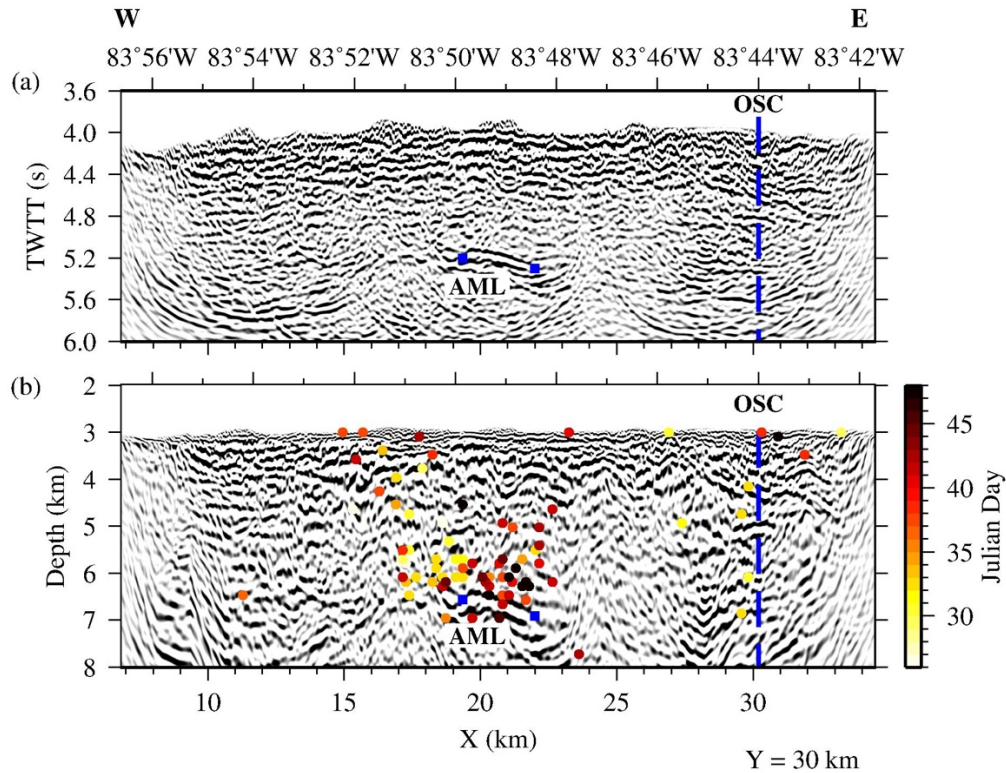 W E
83°56'W 83°54'W 83°52'W 83°50'W 83°48'W 83°46'W 83°44'W 83°42'W
(a)
OSC
3.6
4.0
4.4
4.8
5.2
5.6
6.0
TWTT (s)
AML
(b)
OSC
2
3
4
5
6
7
8
Depth (km)
AML
10 15 20 25 30
X (km)
Y = 30 km
45
40
35
30
Julian Day